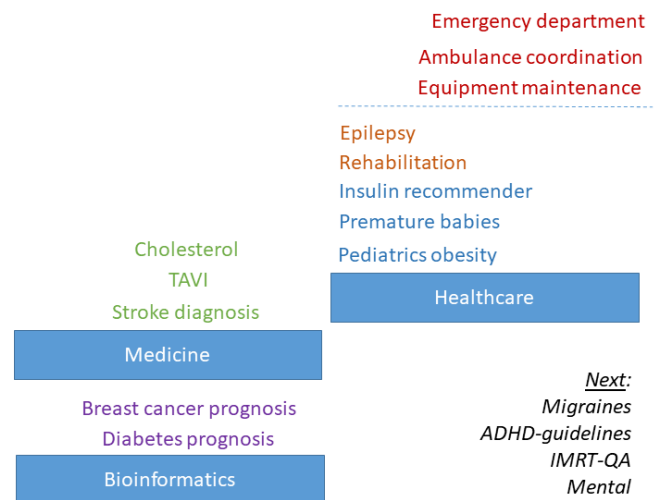 Emergency department
Ambulance coordination
Equipment maintenance
Epilepsy
Rehabilitation
Insulin recommender
Premature babies
Pediatrics obesity
Healthcare
Cholesterol
TAVI
Stroke diagnosis
Medicine
Breast cancer prognosis
Diabetes prognosis
Bioinformatics
Next:
Migraines
ADHD-guidelines
IMRT-QA
Mental